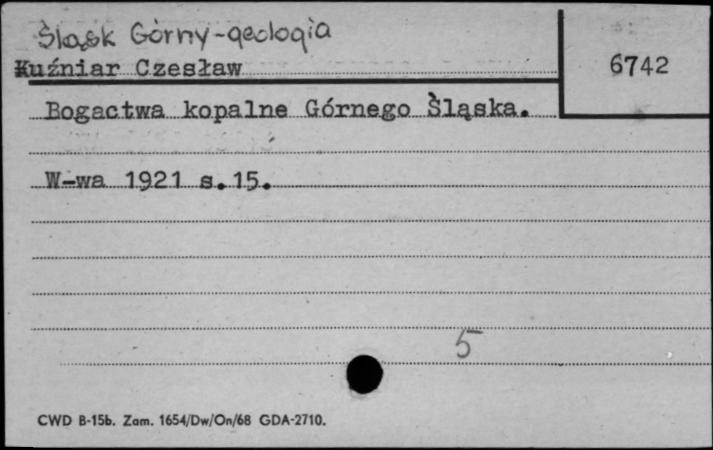 Śląsk Górny-geologia
Kuźniar Czesław
6742
Bogactwa kopalne Górnego Śląska.
W-wa 1921 s.15.
5
CWD B-15b. Zam. 1654/Dw/On/68 GDA-2710.